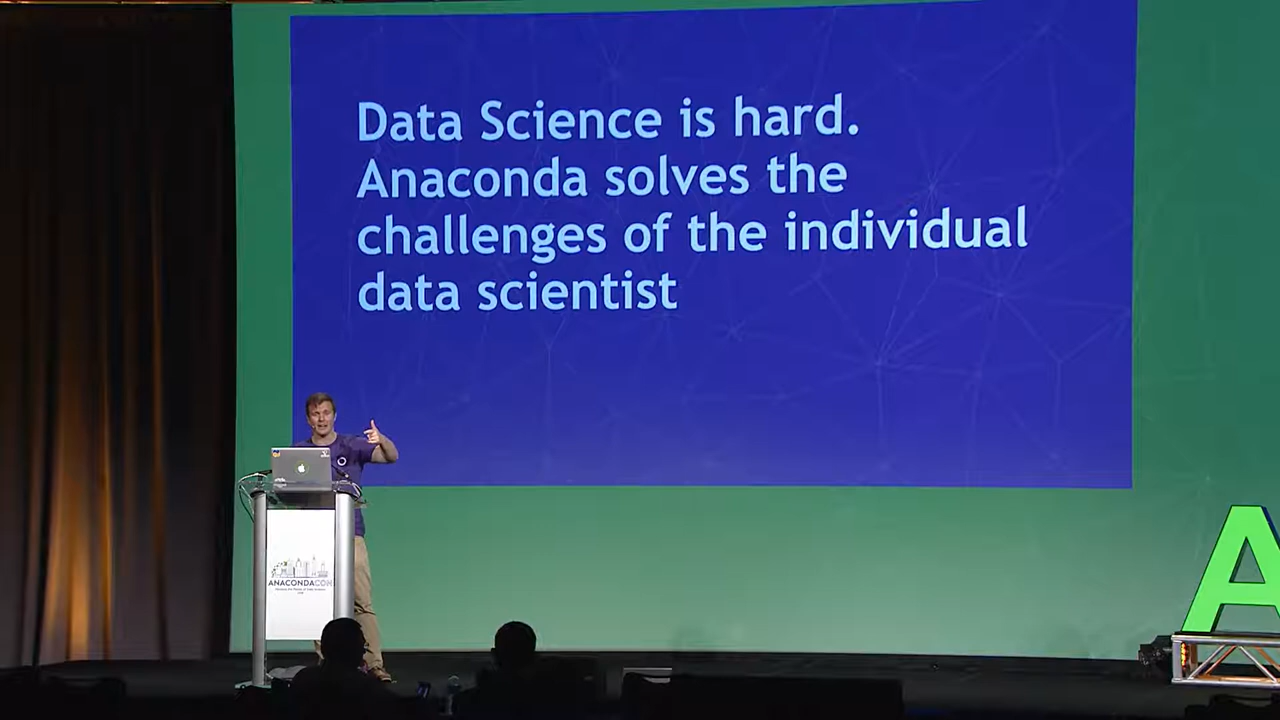 Data Science is hard.
Anaconda solves the
challenges of the individual
data scientist
ANACONDACON
A